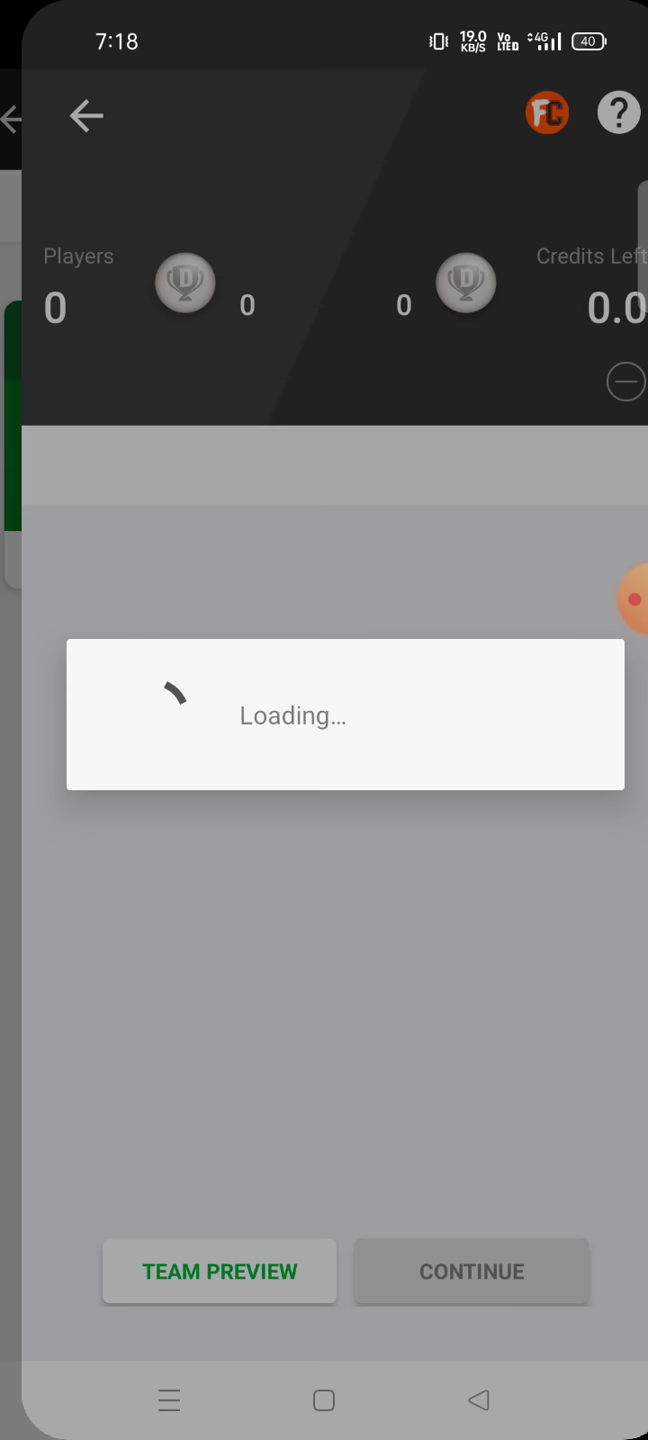 7:18
19.0
KB/S
Vo
LTE
4G
40
FC
?
Players
Credits Left
D
D
0
0
0
0.0
Loading...
TEAM PREVIEW
CONTINUE